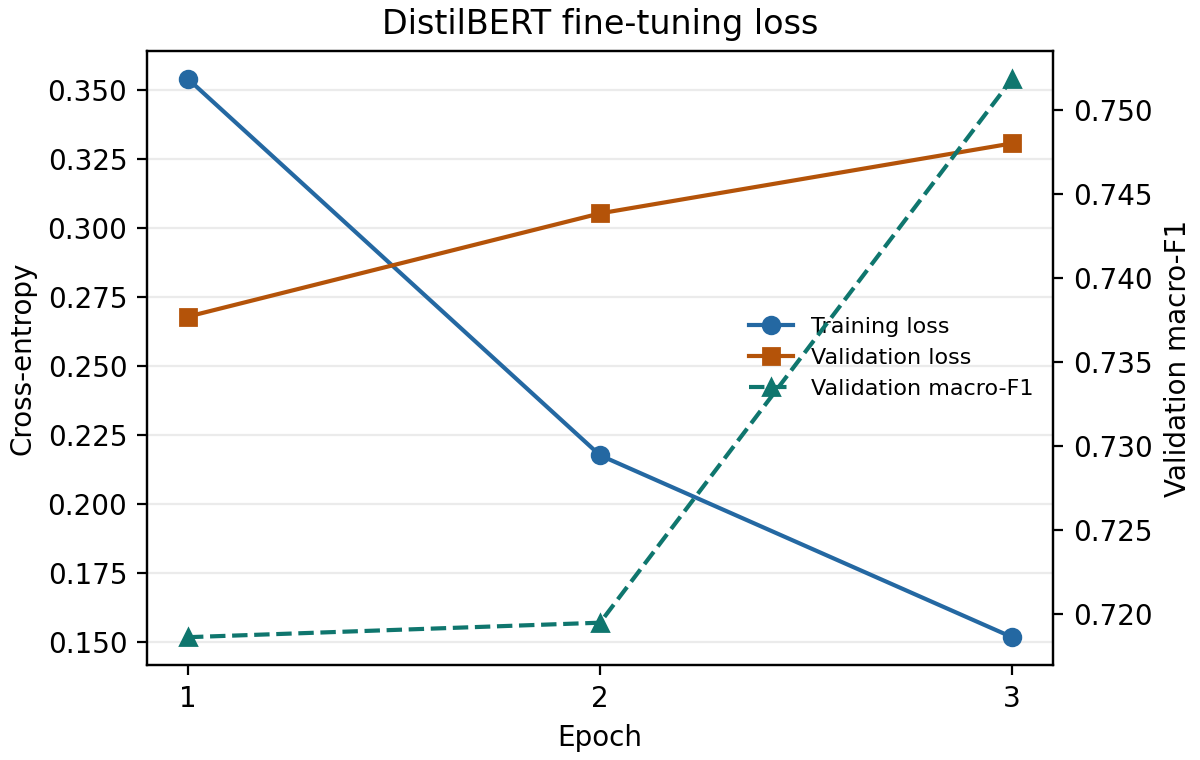 DistilBERT fine-tuning loss
Cross-entropy
0.350
0.325
0.300
0.275
0.250
0.225
0.200
0.175
0.150
Training loss
Validation loss
Validation macro-F1
0.750
0.745
0.740
0.735
0.730
0.725
0.720
Validation macro-F1
1 2 3
Epoch